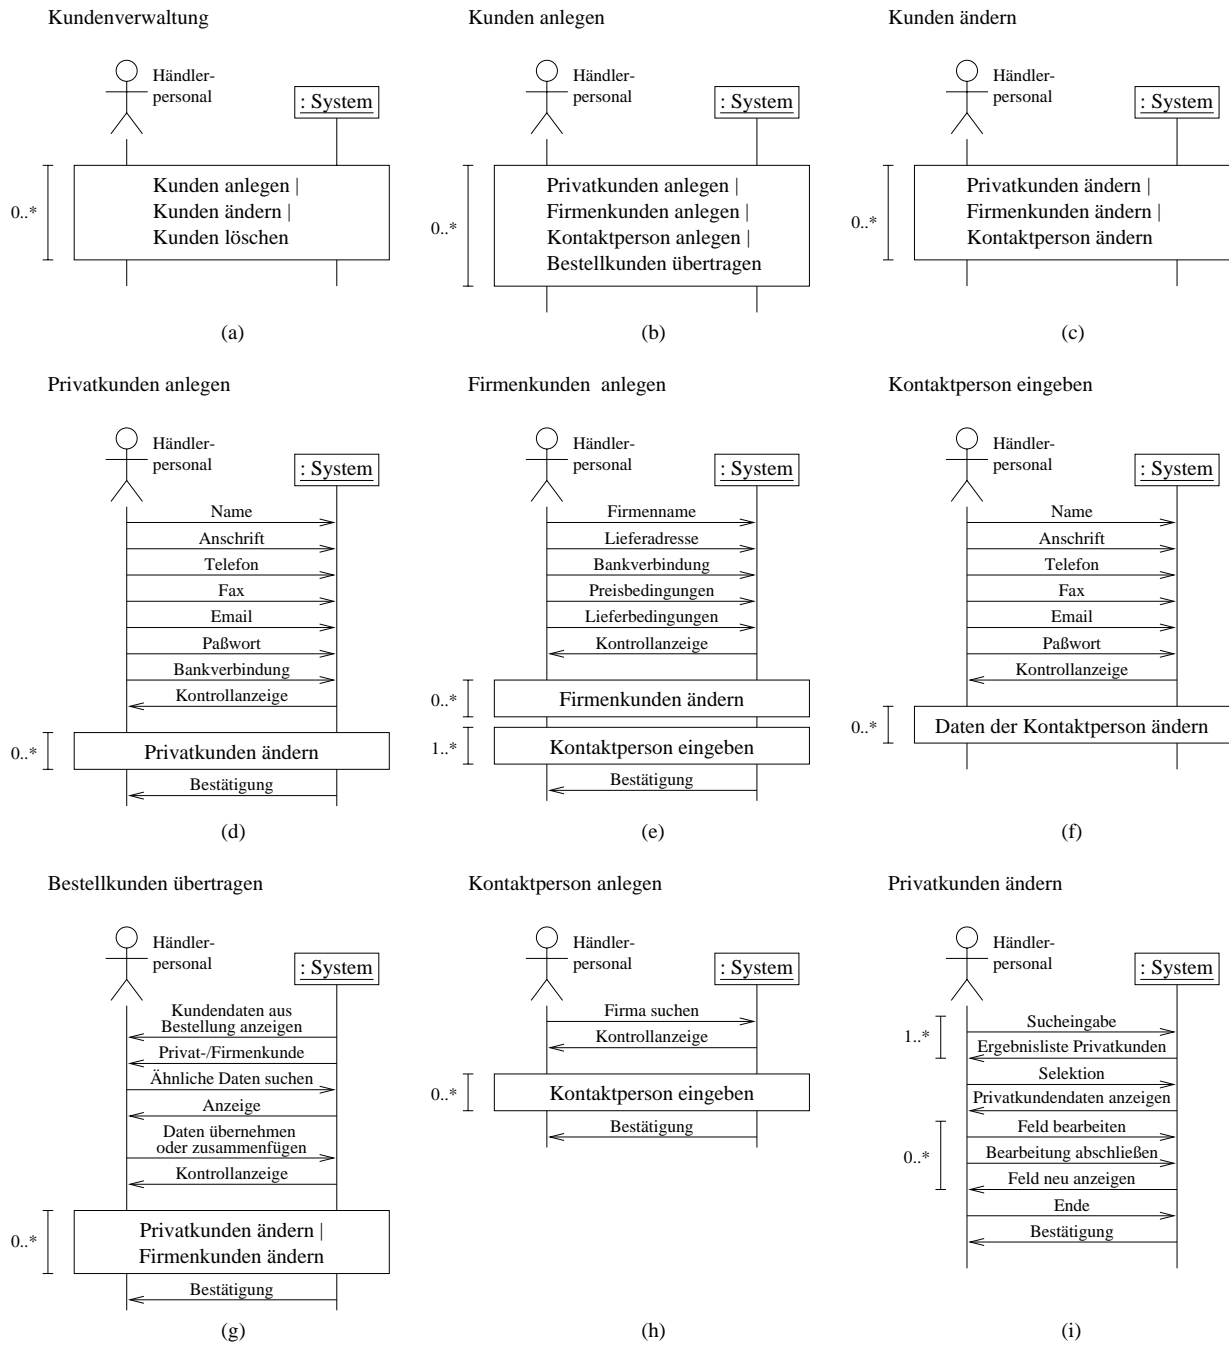 Kundenverwaltung
Händler-
personal
: System
0..*
Kunden anlegen |
Kunden ändern |
Kunden löschen
(a)
Kunden anlegen
Händler-
personal
: System
0..*
Privatkunden anlegen |
Firmenkunden anlegen |
Kontaktperson anlegen |
Bestellkunden übertragen
(b)
Kunden ändern
Händler-
personal
: System
0..*
Privatkunden ändern |
Firmenkunden ändern |
Kontaktperson ändern
(c)
Privatkunden anlegen
Händler-
personal
: System
Name
Anschrift
Telefon
Fax
Email
Paßwort
Bankverbindung
Kontrollanzeige
0..*
Privatkunden ändern
Bestätigung
(d)
Firmenkunden anlegen
Händler-
personal
: System
Firmenname
Lieferadresse
Bankverbindung
Preisbedingungen
Lieferbedingungen
Kontrollanzeige
0..*
Firmenkunden ändern
1..*
Kontaktperson eingeben
Bestätigung
(e)
Kontaktperson eingeben
Händler-
personal
: System
Name
Anschrift
Telefon
Fax
Email
Paßwort
Kontrollanzeige
0..*
Daten der Kontaktperson ändern
(f)
Bestellkunden übertragen
Händler-
personal
: System
Kundendaten aus
Bestellung anzeigen
Privat-/Firmenkunde
Ähnliche Daten suchen
Anzeige
Daten übernehmen
oder zusammenfügen
Kontrollanzeige
0..*
Privatkunden ändern |
Firmenkunden ändern
Bestätigung
(g)
Kontaktperson anlegen
Händler-
personal
: System
Firma suchen
Kontrollanzeige
0..*
Kontaktperson eingeben
Bestätigung
(h)
Privatkunden ändern
Händler-
personal
: System
1..*
Sucheingabe
Ergebnisliste Privatkunden
Selektion
Privatkundendaten anzeigen
0..*
Feld bearbeiten
Bearbeitung abschließen
Feld neu anzeigen
Ende
Bestätigung
(i)